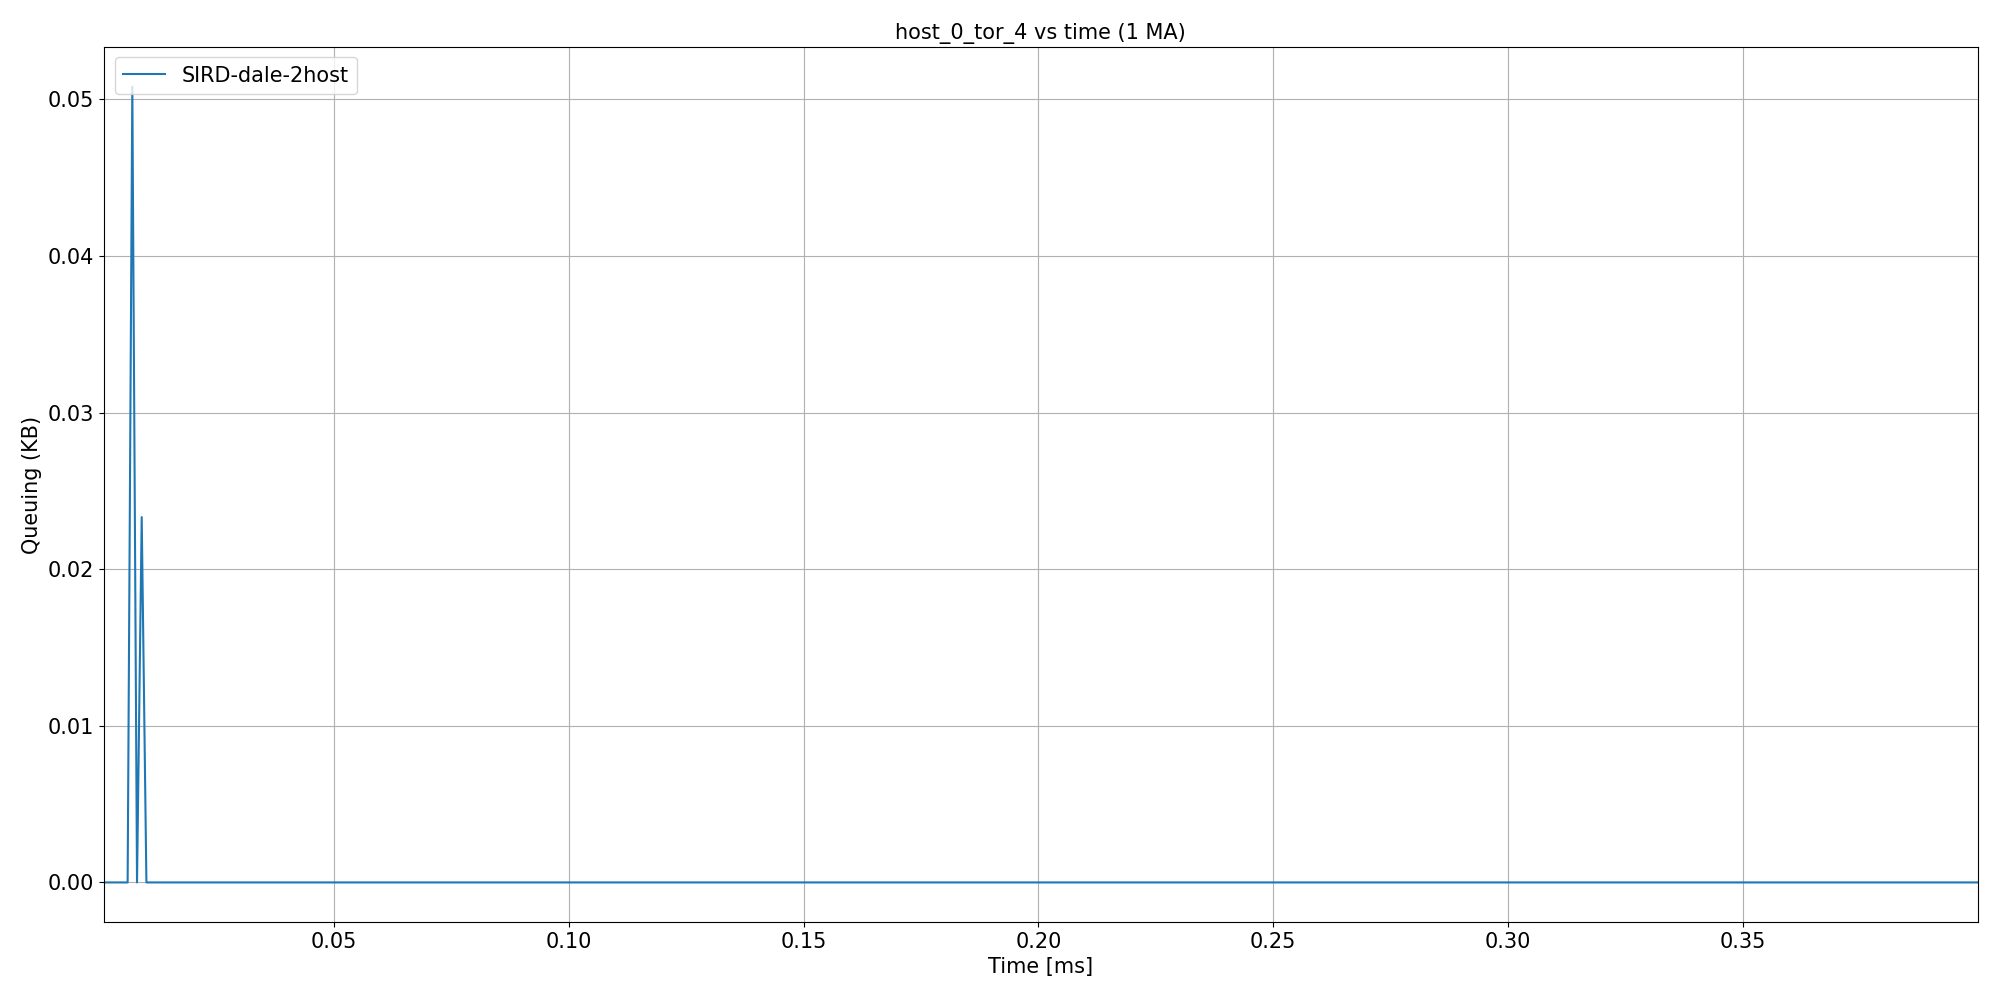 host_0_tor_4 vs time (1 MA)
SIRD-dale-2host
Queuing (KB)
0.05
0.04
0.03
0.02
0.01
0.00
0.05 0.10 0.15 0.20 0.25 0.30 0.35
Time [ms]